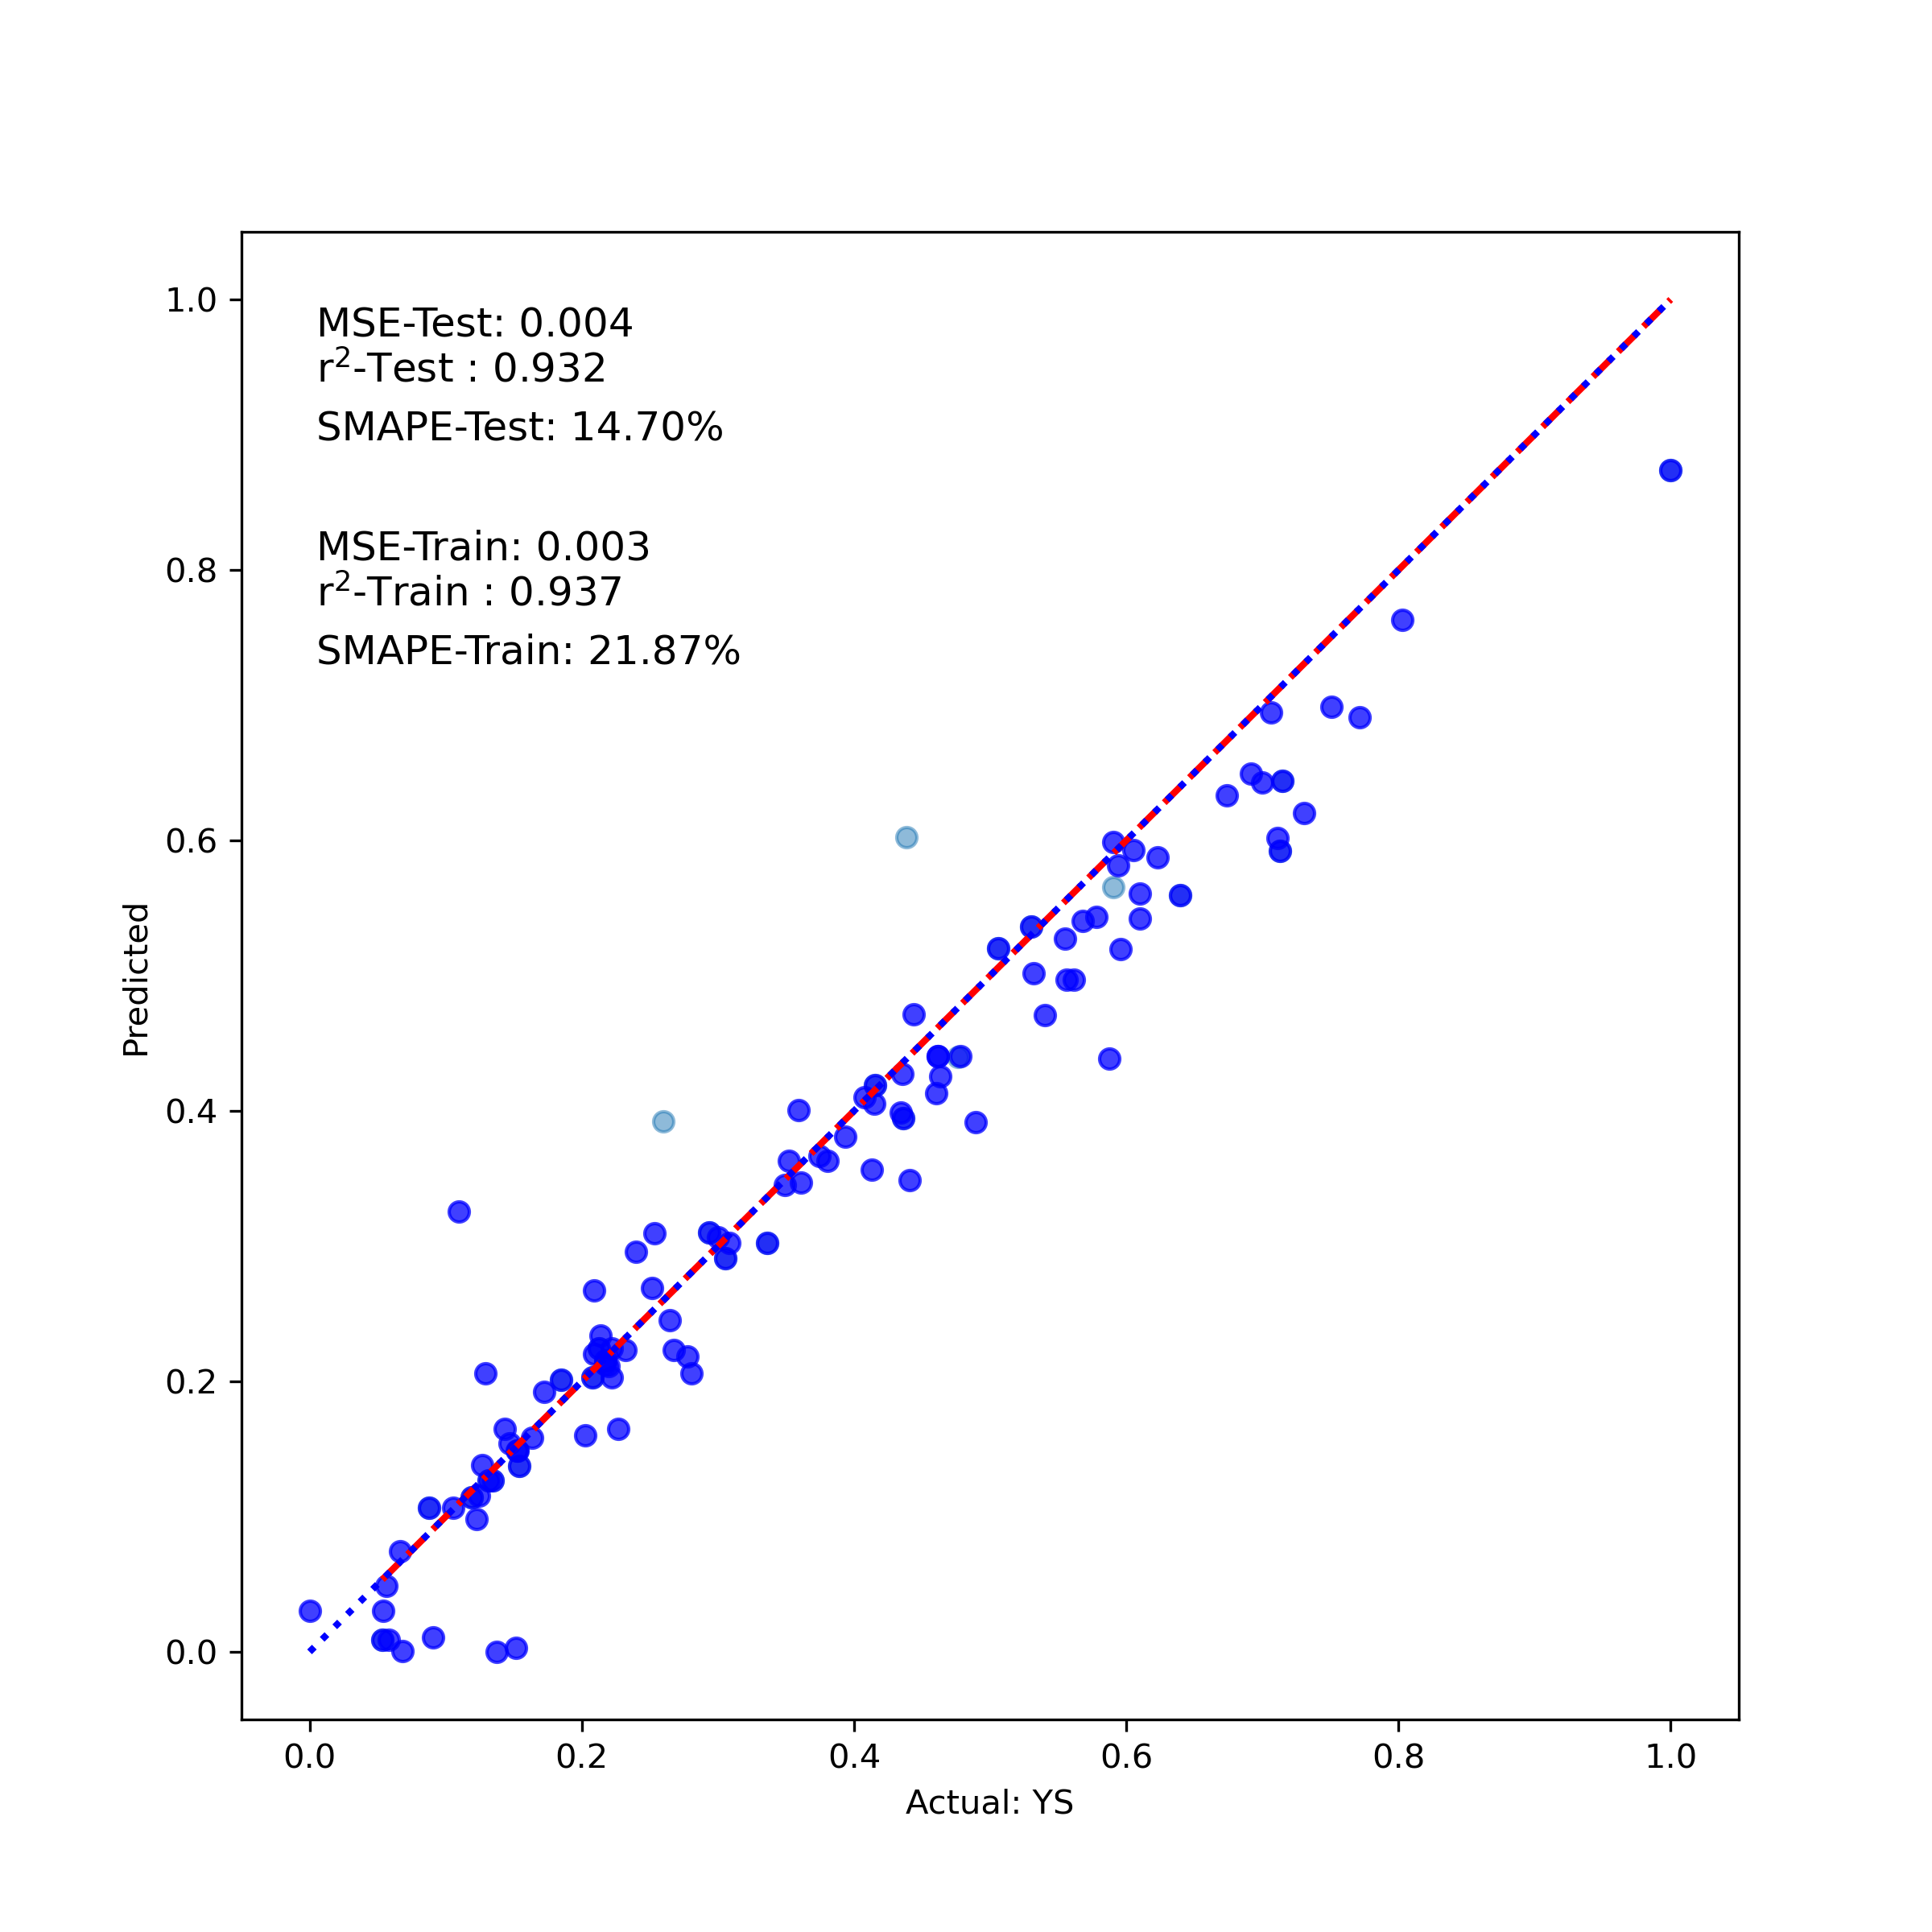 MSE-Test: 0.004
r²-Test : 0.932
SMAPE-Test: 14.70%
MSE-Train: 0.003
r²-Train : 0.937
SMAPE-Train: 21.87%
Predicted
1.0
0.8
0.6
0.4
0.2
0.0
0.0 0.2 0.4 0.6 0.8 1.0
Actual: YS